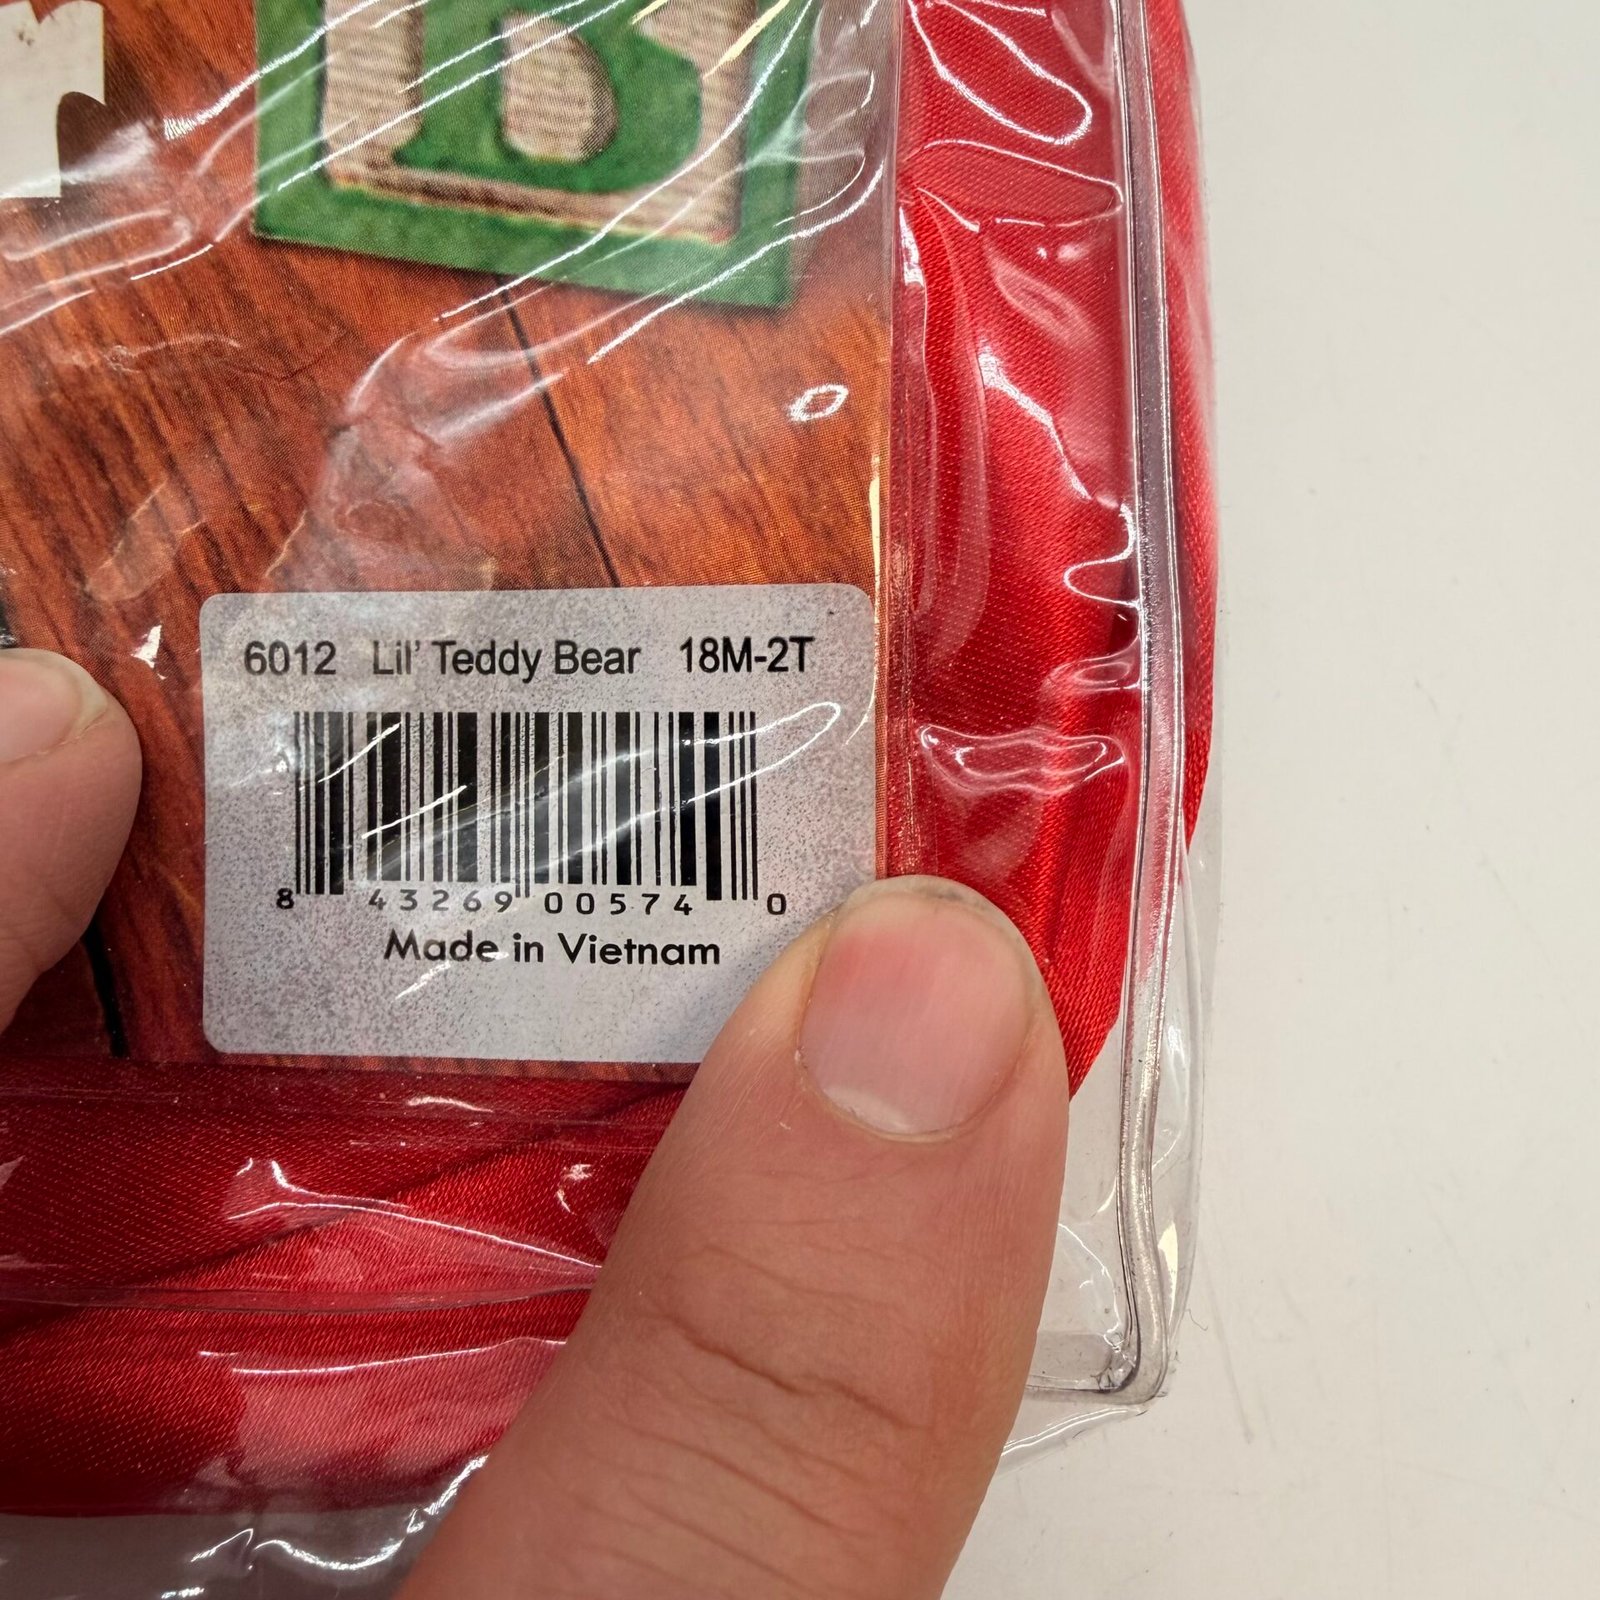 B
6012 Lil' Teddy Bear 18M-2T
8 43269 00574 0
Made in Vietnam